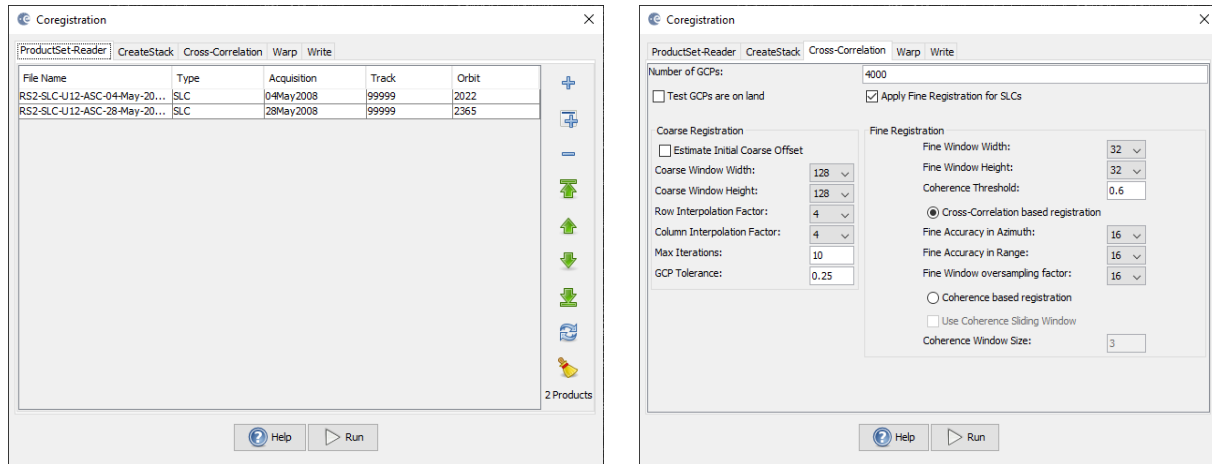 Coregistration
ProductSet-Reader CreateStack Cross-Correlation Warp Write
File Name Type Acquisition Track Orbit
RS2-SLC-U12-ASC-04-May-20... SLC 04May2008 99999 2022
RS2-SLC-U12-ASC-28-May-20... SLC 28May2008 99999 2365
2 Products
Help Run
Coregistration
ProductSet-Reader CreateStack Cross-Correlation Warp Write
Number of GCPs: 4000
Test GCPs are on land Apply Fine Registration for SLCs
Coarse Registration
Estimate Initial Coarse Offset
Coarse Window Width: 128
Coarse Window Height: 128
Row Interpolation Factor: 4
Column Interpolation Factor: 4
Max Iterations: 10
GCP Tolerance: 0.25
Fine Registration
Fine Window Width: 32
Fine Window Height: 32
Coherence Threshold: 0.6
Cross-Correlation based registration
Fine Accuracy in Azimuth: 16
Fine Accuracy in Range: 16
Fine Window oversampling factor: 16
Coherence based registration
Use Coherence Sliding Window
Coherence Window Size: 3
Help Run